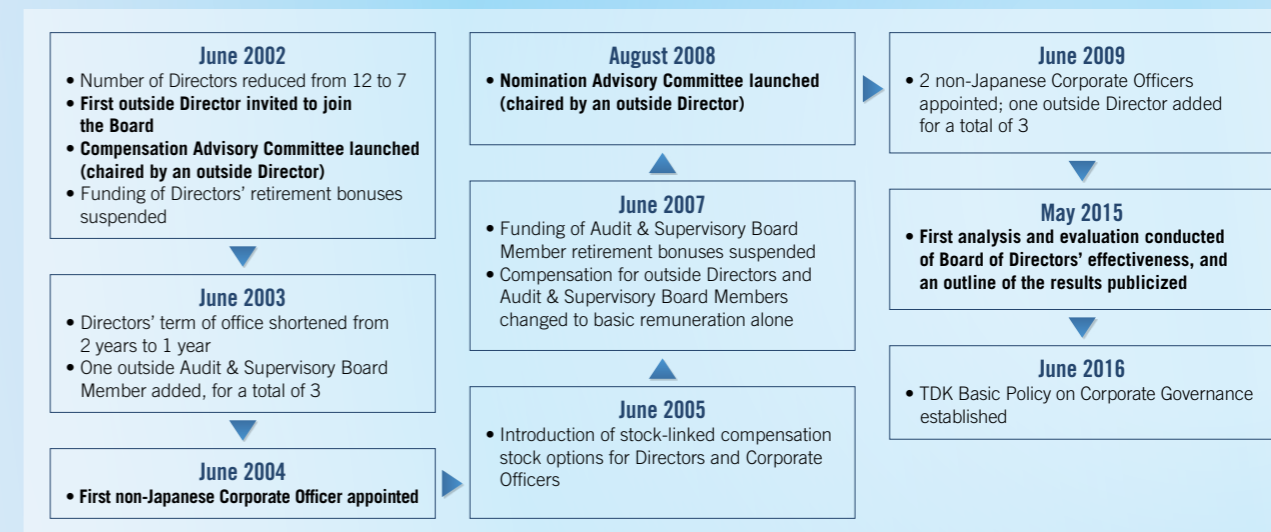 June 2002
• Number of Directors reduced from 12 to 7
• First outside Director invited to join
the Board
• Compensation Advisory Committee launched
(chaired by an outside Director)
• Funding of Directors’ retirement bonuses
suspended
June 2003
• Directors’ term of office shortened from
2 years to 1 year
• One outside Audit & Supervisory Board
Member added, for a total of 3
June 2004
• First non-Japanese Corporate Officer appointed
June 2005
• Introduction of stock-linked compensation
stock options for Directors and Corporate
Officers
June 2007
• Funding of Audit & Supervisory Board
Member retirement bonuses suspended
• Compensation for outside Directors and
Audit & Supervisory Board Members
changed to basic remuneration alone
August 2008
• Nomination Advisory Committee launched
(chaired by an outside Director)
June 2009
• 2 non-Japanese Corporate Officers
appointed; one outside Director added
for a total of 3
May 2015
• First analysis and evaluation conducted
of Board of Directors’ effectiveness, and
an outline of the results publicized
June 2016
• TDK Basic Policy on Corporate Governance
established